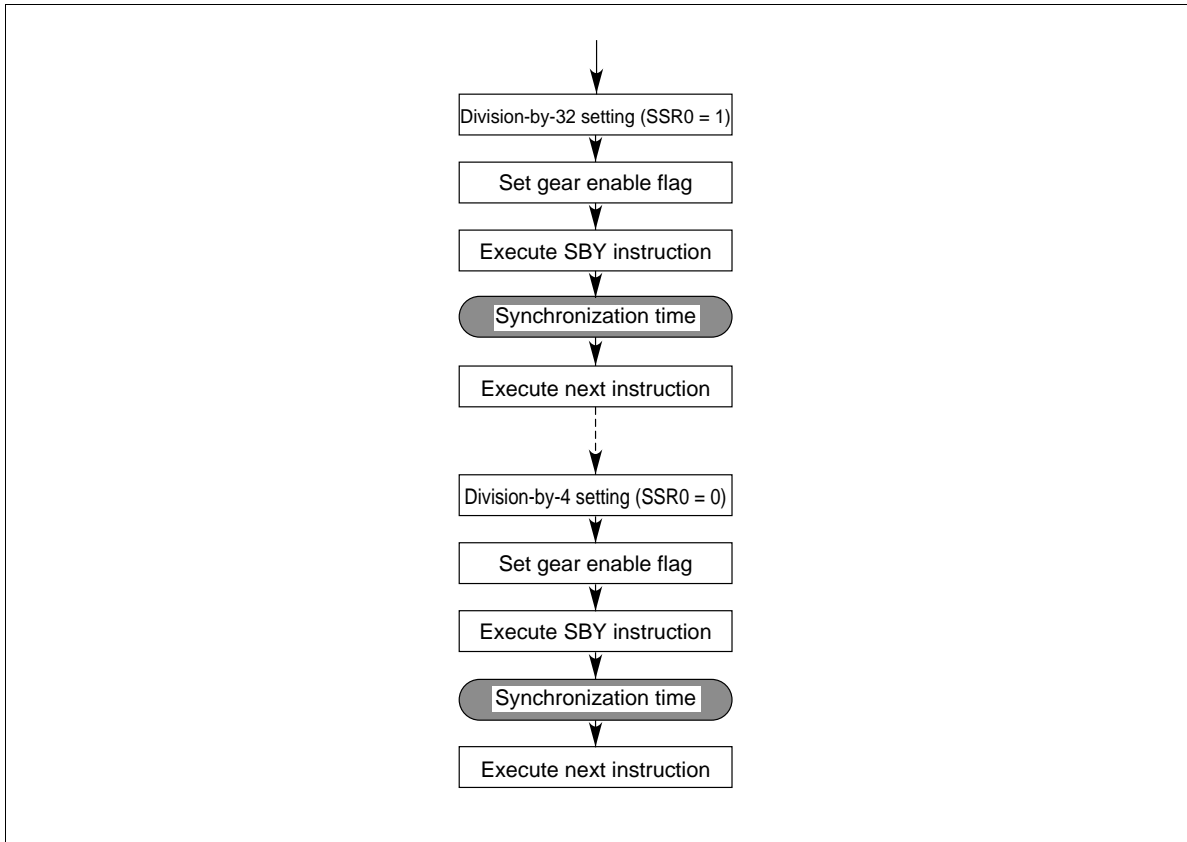 Division-by-32 setting (SSR0 = 1)
Set gear enable flag
Execute SBY instruction
Synchronization time
Execute next instruction
Division-by-4 setting (SSR0 = 0)
Set gear enable flag
Execute SBY instruction
Synchronization time
Execute next instruction